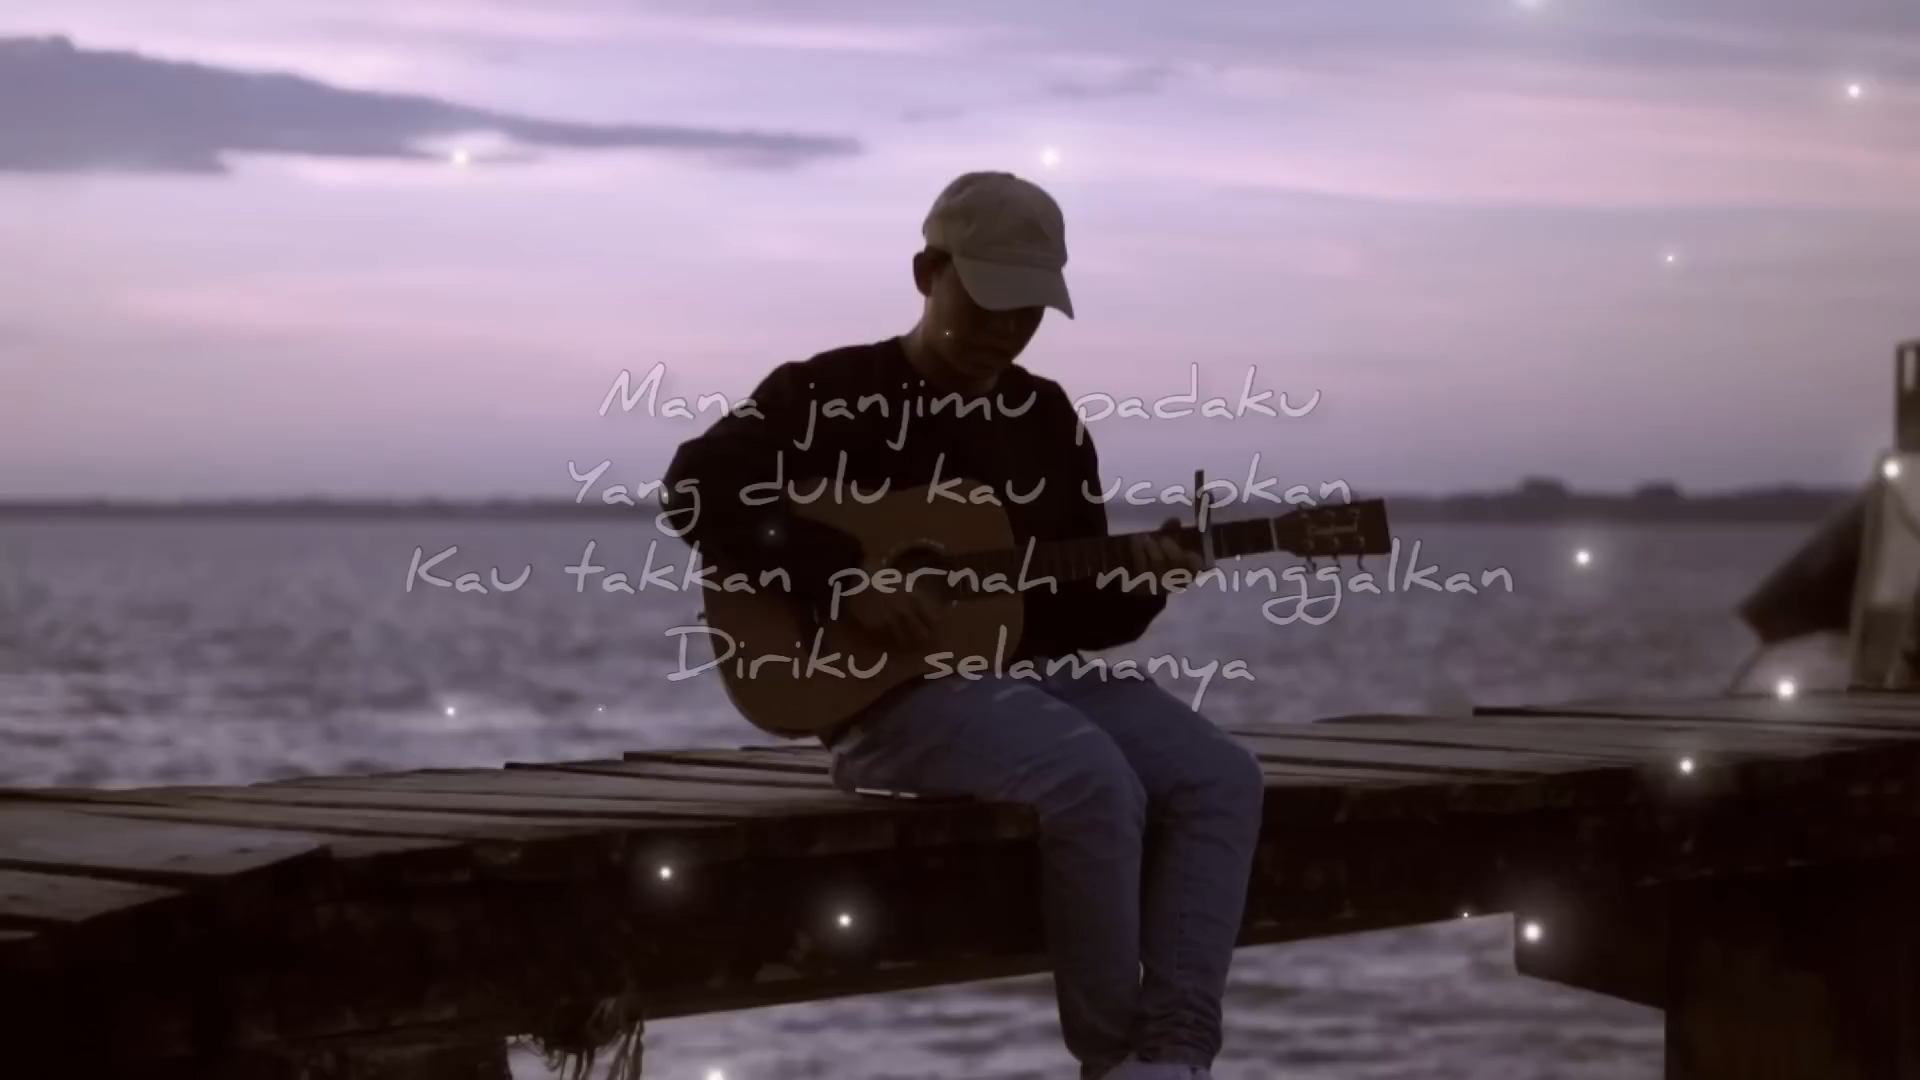 Mana janjimu padaku
Yang dulu kau ucapkan
Kau takkan pernah meninggalkan
Diriku selamanya